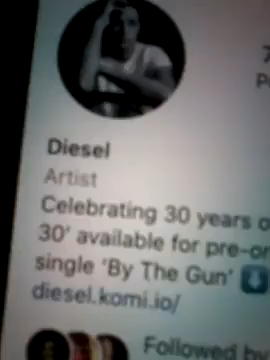 Diesel
Artist
Celebrating 30 years o
30' available for pre-or
single 'By The Gun' ⬇️
diesel.komi.io/
Followed by